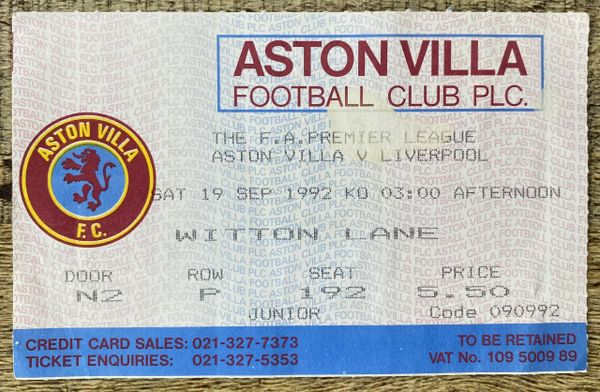 ASTON VILLA
FOOTBALL CLUB PLC.
ASTON VILLA
F.C.
THE F.A.PREMIER LEAGUE
ASTON VILLA V LIVERPOOL
SAT 19 SEP 1992 KO 03:00 AFTERNOON
WITTON LANE
DOOR ROW SEAT PRICE
N2 P 192 5.50
JUNIOR Code 090992
CREDIT CARD SALES: 021-327-7373 TO BE RETAINED
TICKET ENQUIRIES: 021-327-5353 VAT No. 109 5009 89